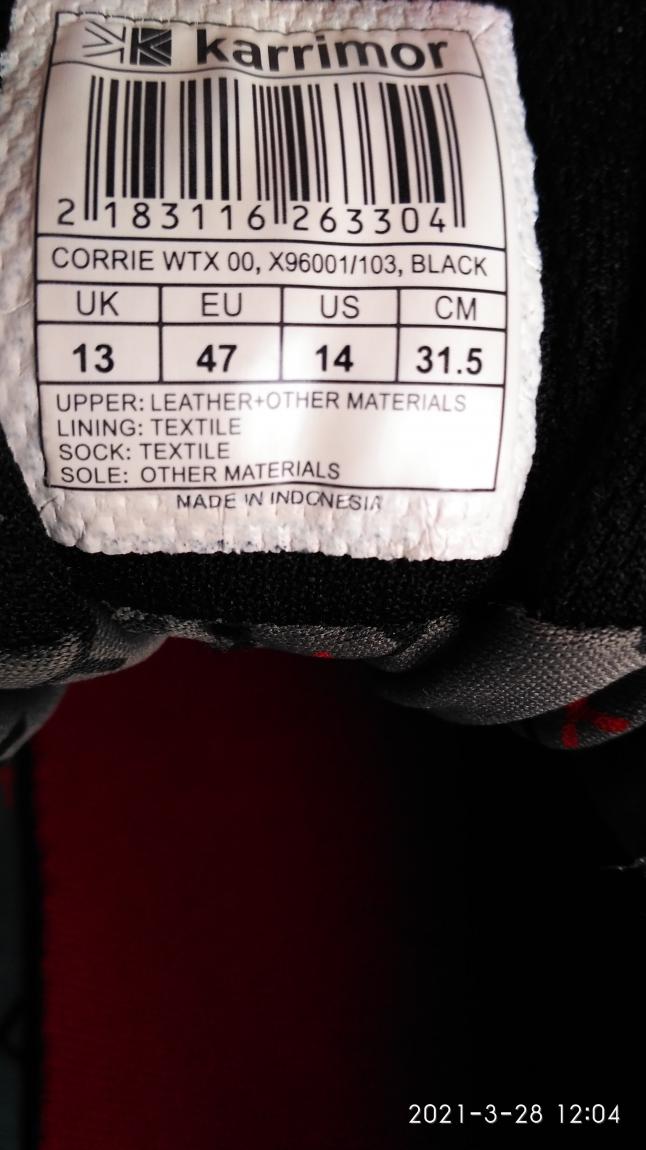 karrimor
2 183116 263304
CORRIE WTX 00, X96001/103, BLACK
UK EU US CM
13 47 14 31.5
UPPER: LEATHER+OTHER MATERIALS
LINING: TEXTILE
SOCK: TEXTILE
SOLE: OTHER MATERIALS
MADE IN INDONESIA
2021-3-28 12:04